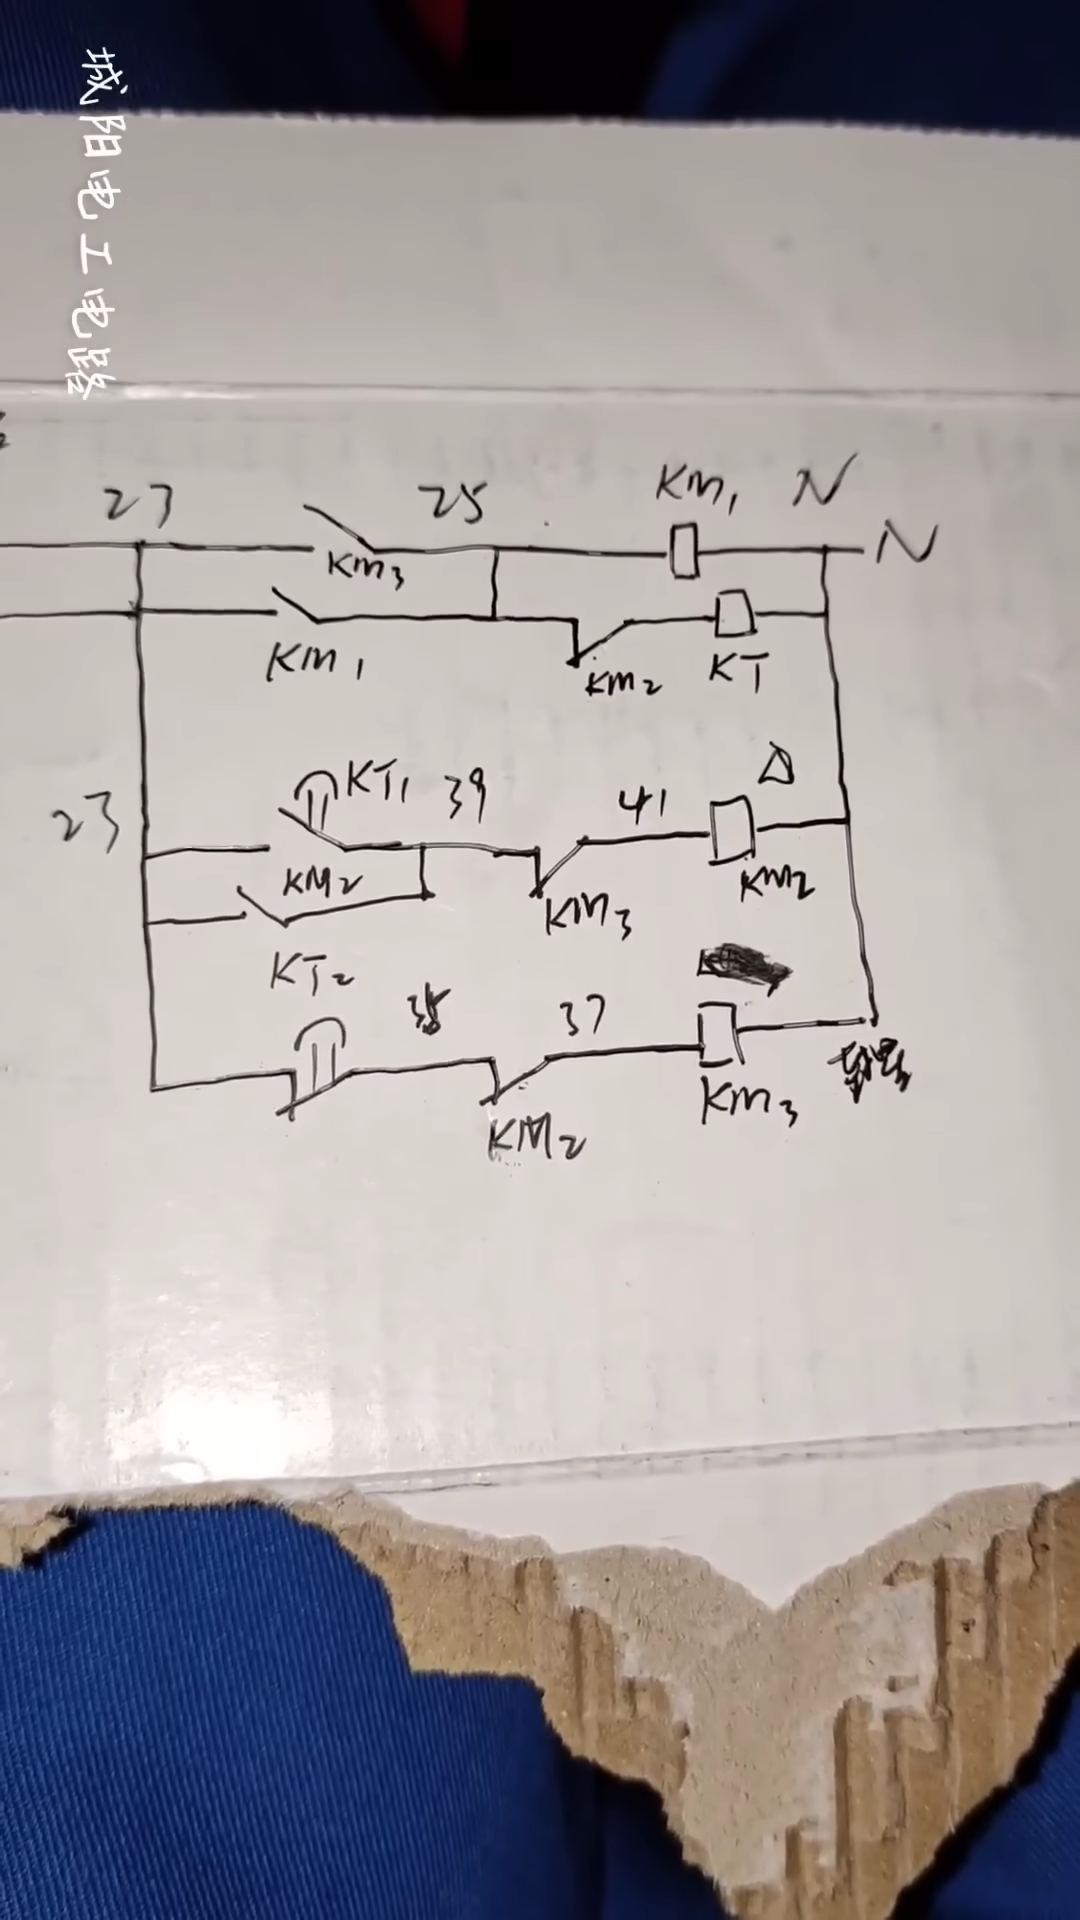 城阳电工电路
23 25 KM1 N
N
KM3
KM1 KM2 KT
23 KT1 39 41 △
KM2 KM3 KM2
KT2 37
KM2 KM3